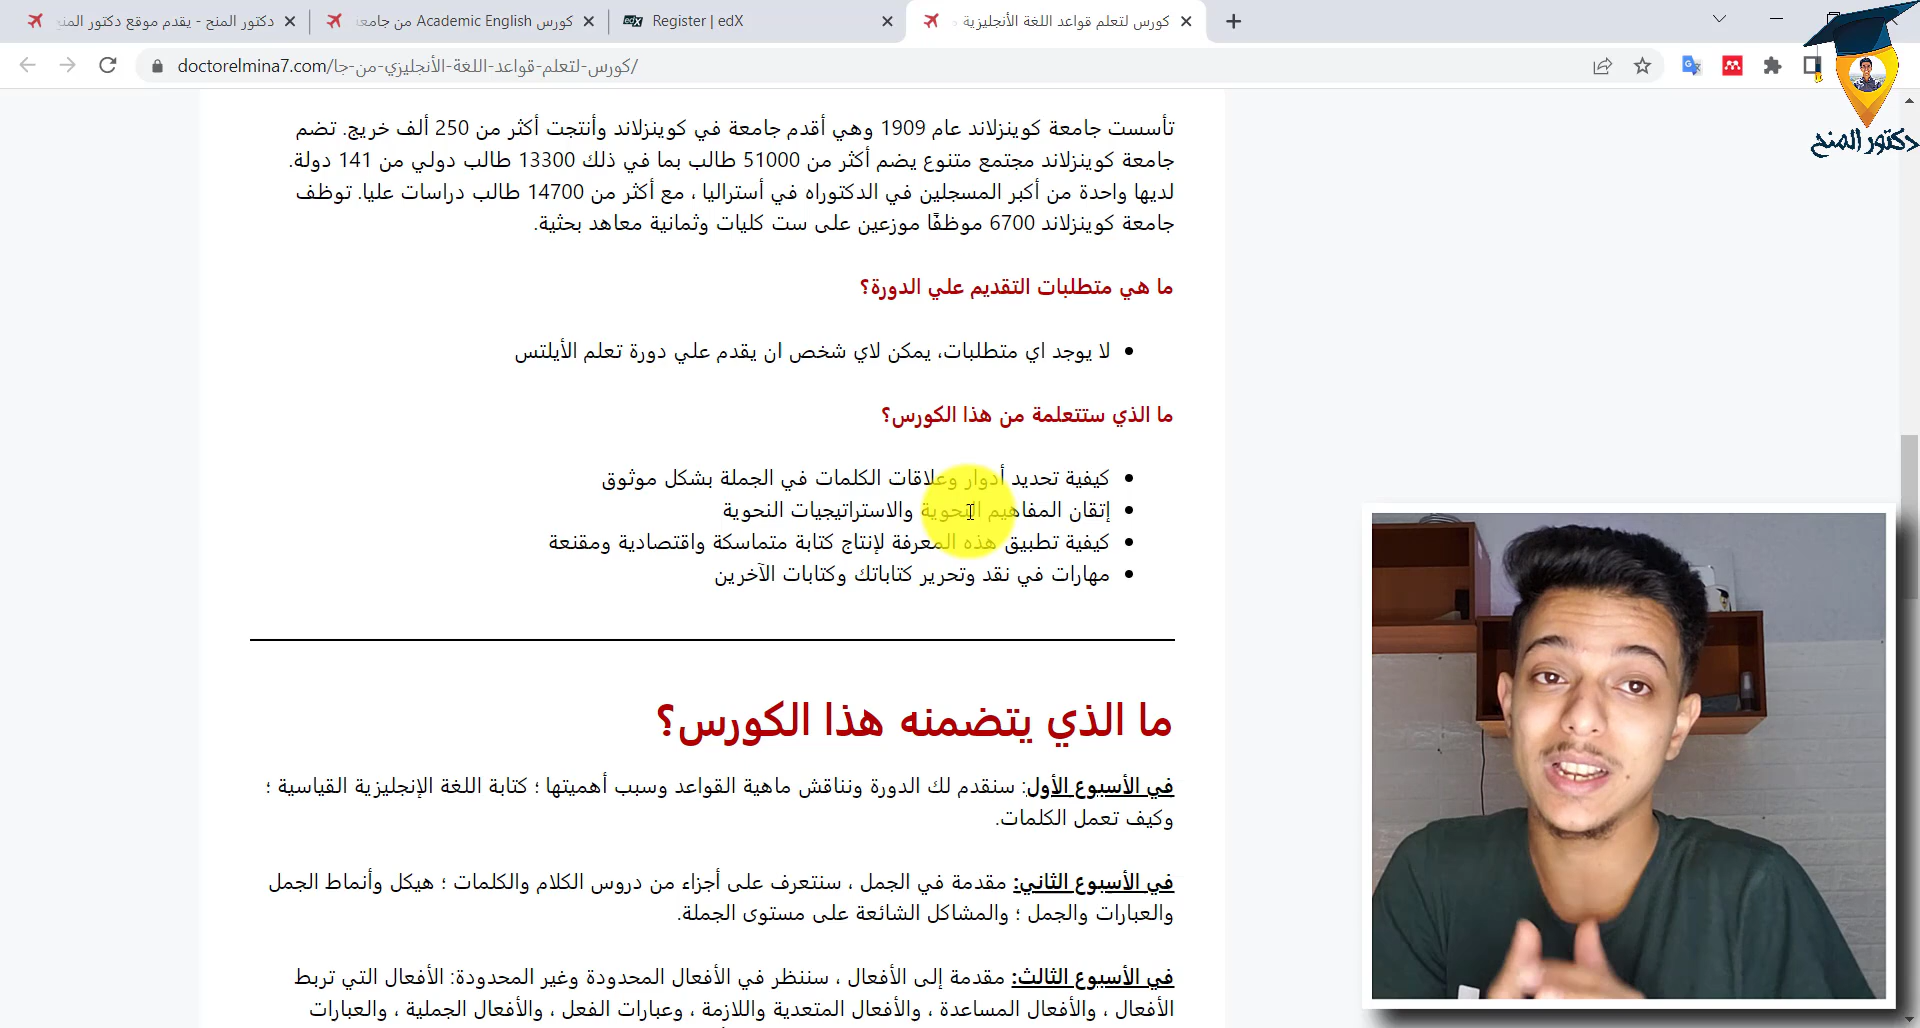 دكتور المنح - يقدم موقع دكتور المنح
كورس Academic English من جامعة
Register | edX
كورس لتعلم قواعد اللغة الأنجليزية
doctorelmina7.com/كورس-لتعلم-قواعد-اللغة-الأنجليزي-من-جا/
دكتور المنح
تأسست جامعة كوينزلاند عام 1909 وهي أقدم جامعة في كوينزلاند وأنتجت أكثر من 250 ألف خريج. تضم
جامعة كوينزلاند مجتمع متنوع يضم أكثر من 51000 طالب بما في ذلك 13300 طالب دولي من 141 دولة.
لديها واحدة من أكبر المسجلين في الدكتوراه في أستراليا ، مع أكثر من 14700 طالب دراسات عليا. توظف
جامعة كوينزلاند 6700 موظفًا موزعين على ست كليات وثمانية معاهد بحثية.
ما هي متطلبات التقديم علي الدورة؟
لا يوجد اي متطلبات، يمكن لاي شخص ان يقدم علي دورة تعلم الأيلتس
ما الذي ستتعلمة من هذا الكورس؟
كيفية تحديد أدوار وعلاقات الكلمات في الجملة بشكل موثوق
إتقان المفاهيم النحوية والاستراتيجيات النحوية
كيفية تطبيق هذه المعرفة لإنتاج كتابة متماسكة واقتصادية ومقنعة
مهارات في نقد وتحرير كتاباتك وكتابات الآخرين
ما الذي يتضمنه هذا الكورس؟
في الأسبوع الأول: سنقدم لك الدورة ونناقش ماهية القواعد وسبب أهميتها ؛ كتابة اللغة الإنجليزية القياسية ؛
وكيف تعمل الكلمات.
في الأسبوع الثاني: مقدمة في الجمل ، سنتعرف على أجزاء من دروس الكلام والكلمات ؛ هيكل وأنماط الجمل
والعبارات والجمل ؛ والمشاكل الشائعة على مستوى الجملة.
في الأسبوع الثالث: مقدمة إلى الأفعال ، سننظر في الأفعال المحدودة وغير المحدودة: الأفعال التي تربط
الأفعال ، والأفعال المساعدة ، والأفعال المتعدية واللازمة ، وعبارات الفعل ، والأفعال الجملية ، والعبارات